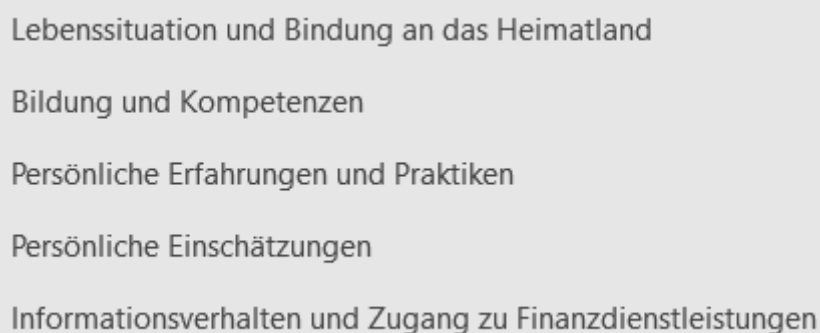 Lebenssituation und Bindung an das Heimatland
Bildung und Kompetenzen
Persönliche Erfahrungen und Praktiken
Persönliche Einschätzungen
Informationsverhalten und Zugang zu Finanzdienstleistungen